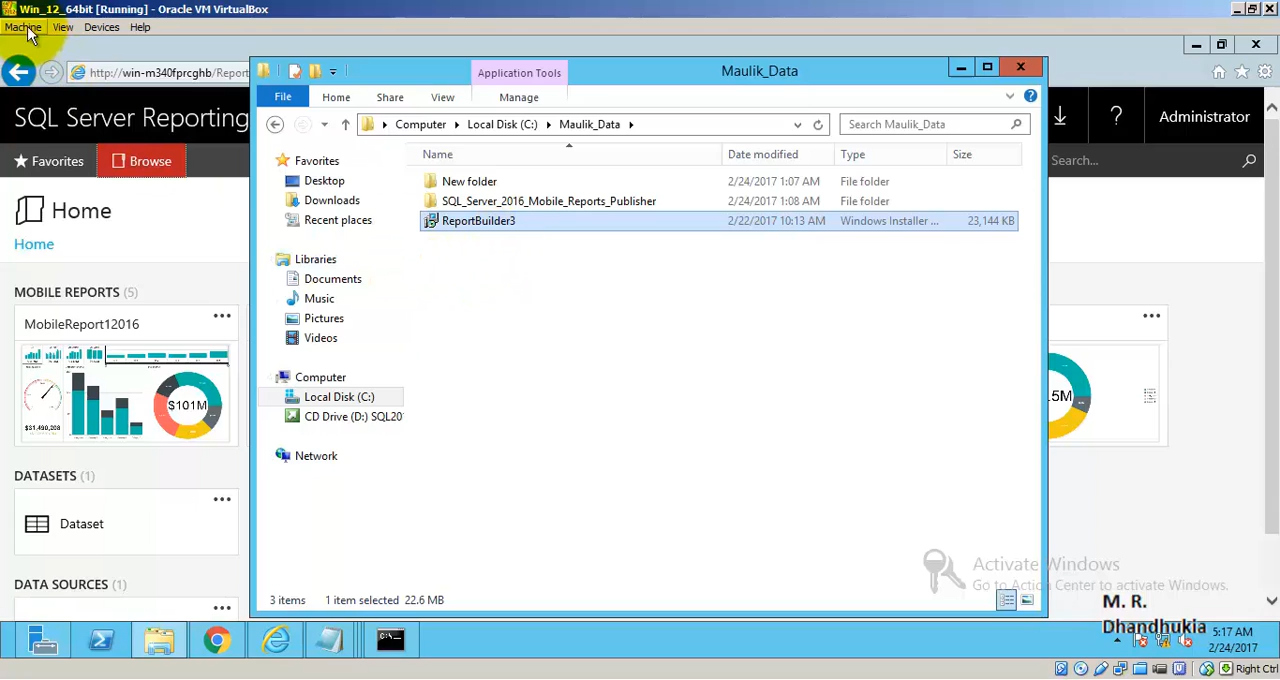 Win_12_64bit [Running] - Oracle VM VirtualBox
Machine View Devices Help
http://win-m340fprcghb/Report
Maulik_Data
Application Tools
File Home Share View Manage
Computer Local Disk (C:) Maulik_Data
Search Maulik_Data
SQL Server Reporting
? Administrator
Favorites Browse
Search...
Home
Home
MOBILE REPORTS (5)
MobileReport12016
$101M
$31,490,208
DATASETS (1)
Dataset
DATA SOURCES (1)
Favorites
Desktop
Downloads
Recent places
Libraries
Documents
Music
Pictures
Videos
Computer
Local Disk (C:)
CD Drive (D:) SQL20
Network
Name Date modified Type Size
New folder 2/24/2017 1:07 AM File folder
SQL_Server_2016_Mobile_Reports_Publisher 2/24/2017 1:08 AM File folder
ReportBuilder3 2/22/2017 10:13 AM Windows Installer ... 23,144 KB
5M
3 items 1 item selected 22.6 MB
Activate Windows
Go to Action Center to activate Windows.
M. R.
Dhandhukia
5:17 AM
2/24/2017
Right Ctrl